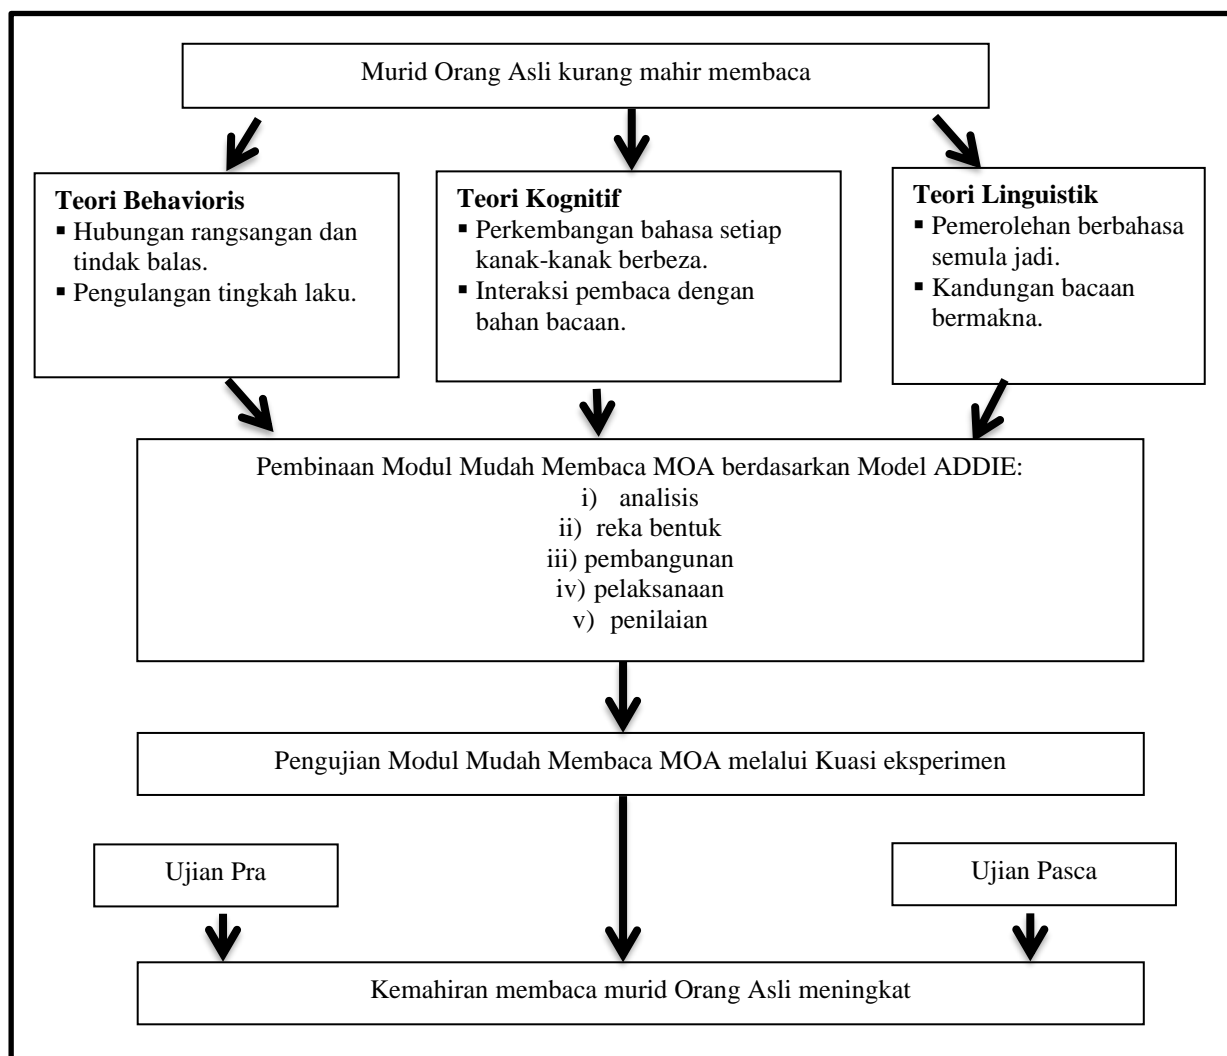 Murid Orang Asli kurang mahir membaca
Teori Behavioris
▪ Hubungan rangsangan dan
tindak balas.
▪ Pengulangan tingkah laku.
Teori Kognitif
▪ Perkembangan bahasa setiap
kanak-kanak berbeza.
▪ Interaksi pembaca dengan
bahan bacaan.
Teori Linguistik
▪ Pemerolehan berbahasa
semula jadi.
▪ Kandungan bacaan
bermakna.
Pembinaan Modul Mudah Membaca MOA berdasarkan Model ADDIE:
i) analisis
ii) reka bentuk
iii) pembangunan
iv) pelaksanaan
v) penilaian
Pengujian Modul Mudah Membaca MOA melalui Kuasi eksperimen
Ujian Pra
Ujian Pasca
Kemahiran membaca murid Orang Asli meningkat